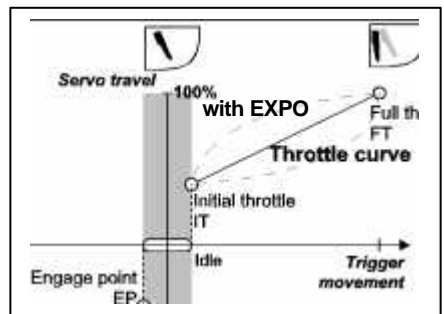 Servo travel
100%
with EXPO
Full th
FT
Throttle curve
Initial throttle
IT
Idle
Engage point
EP
Trigger
movement